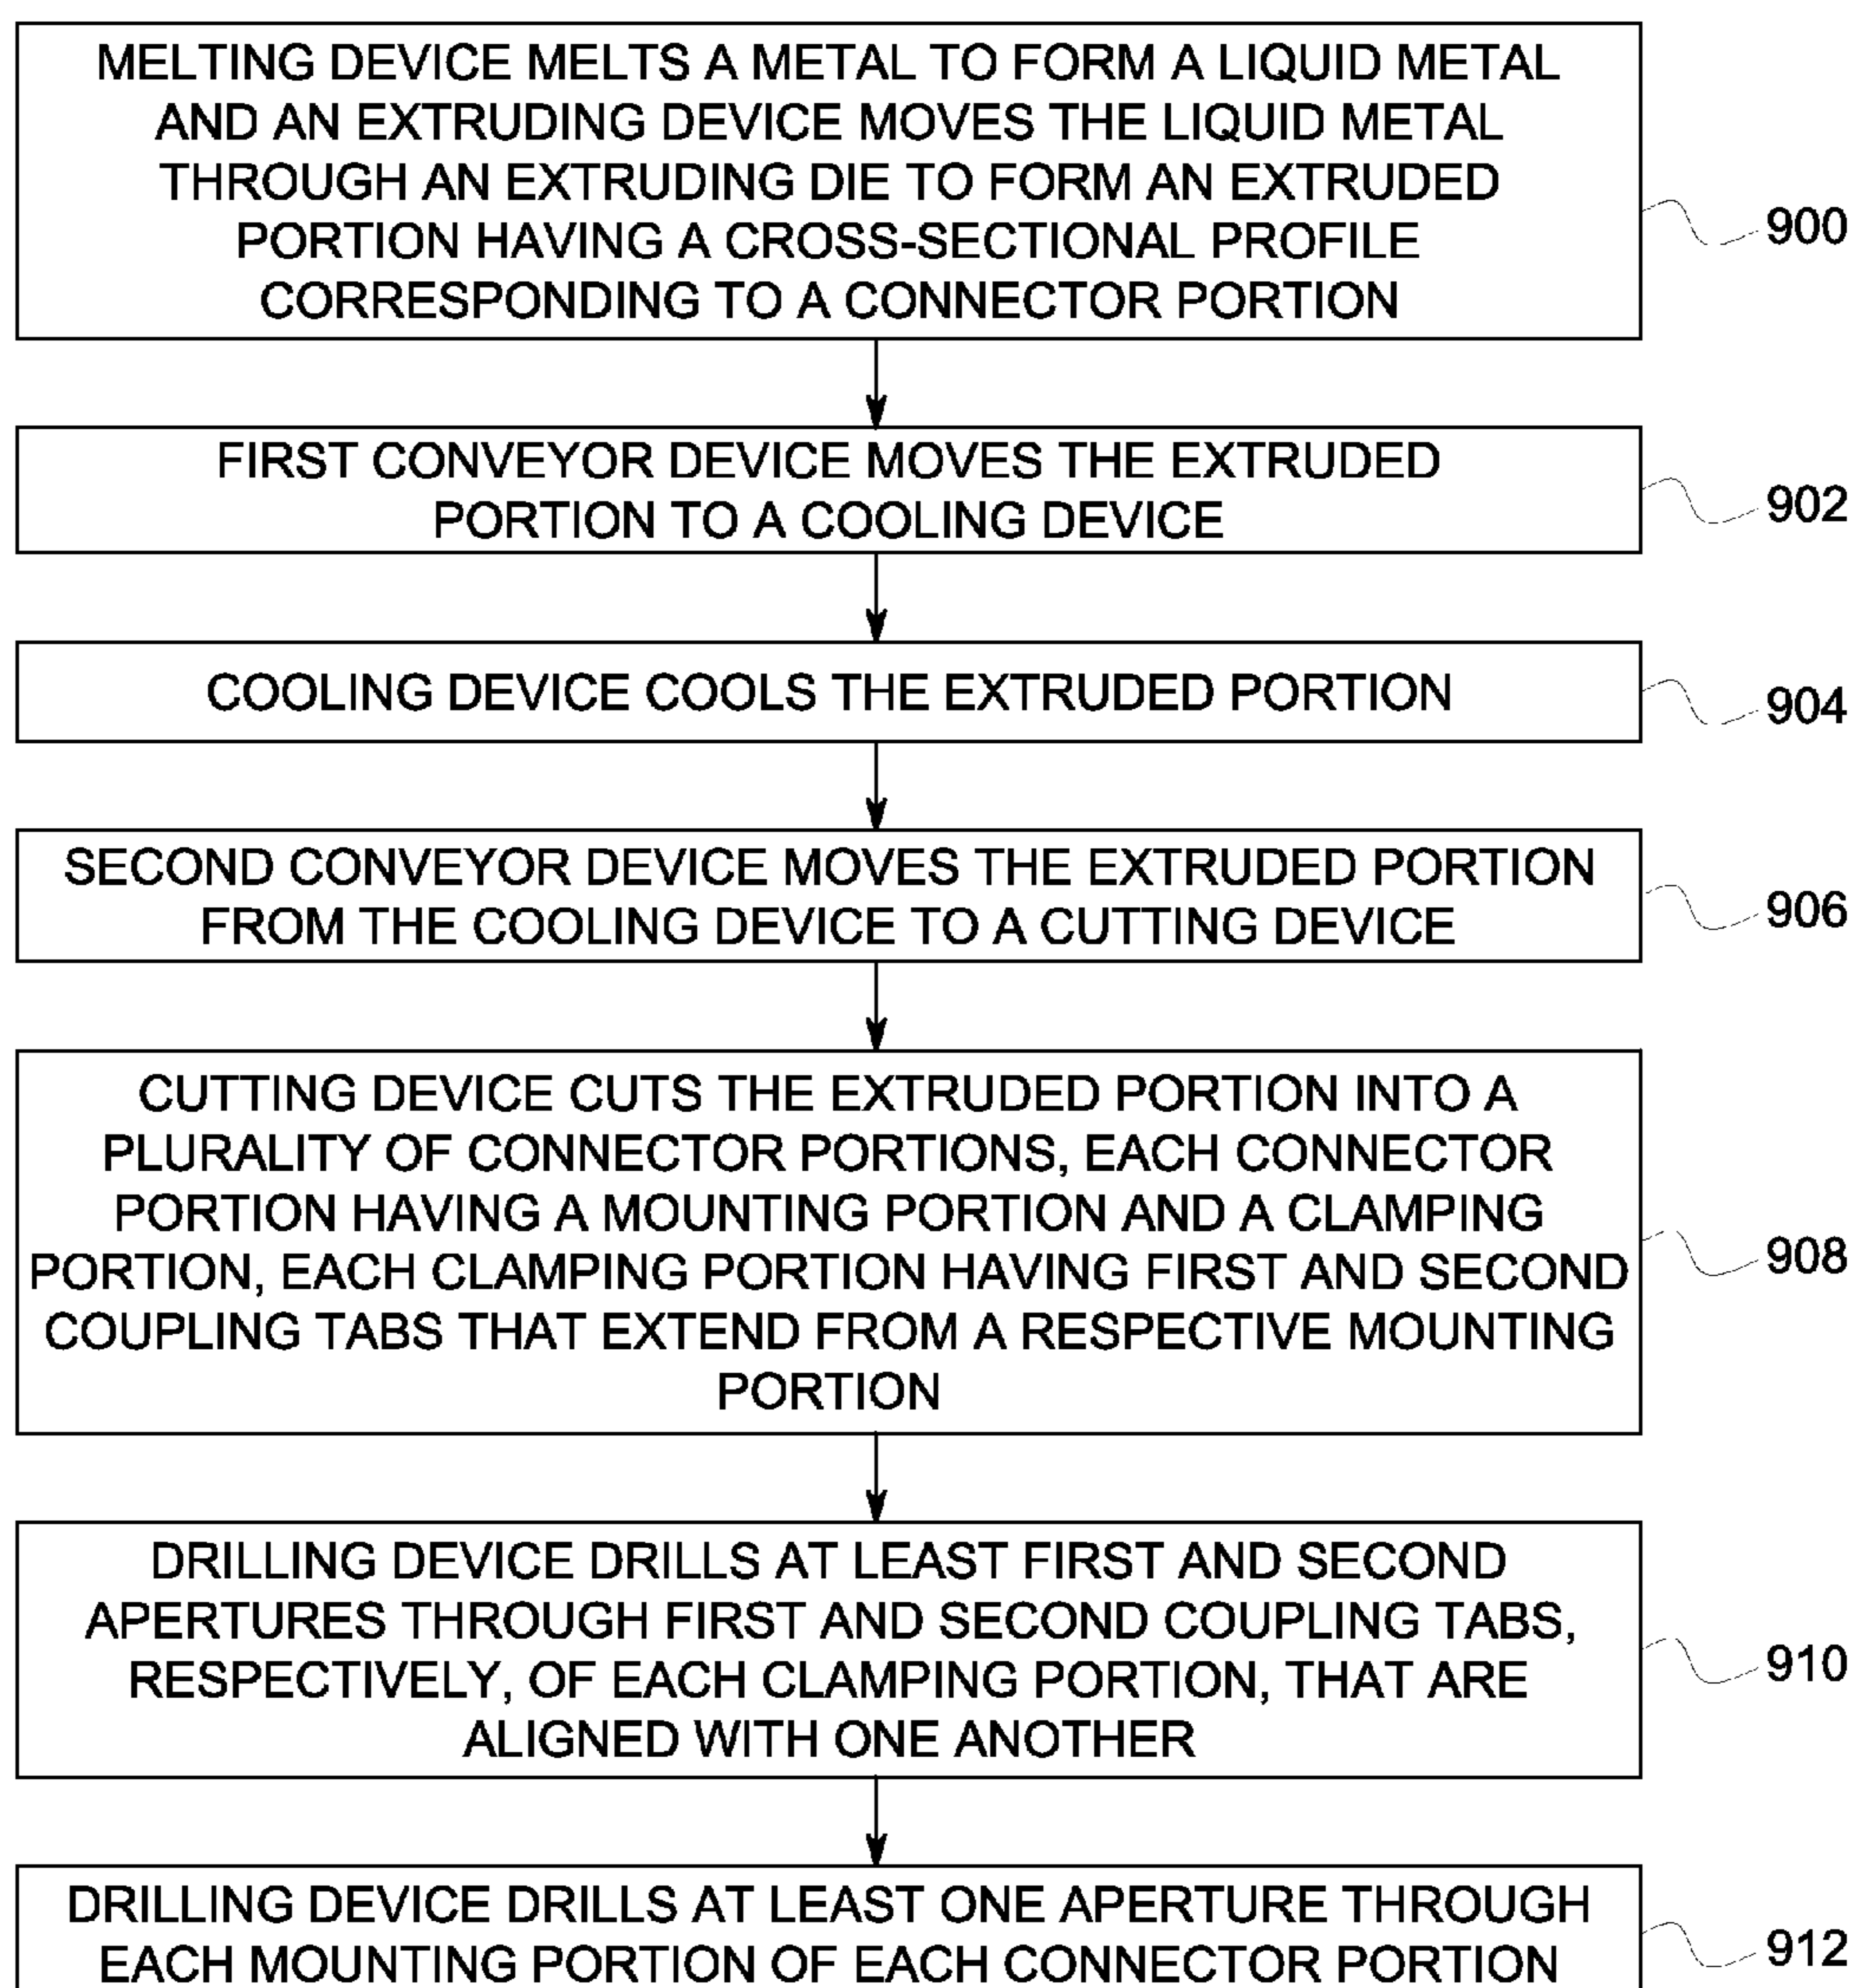 MELTING DEVICE MELTS A METAL TO FORM A LIQUID METAL
AND AN EXTRUDING DEVICE MOVES THE LIQUID METAL
THROUGH AN EXTRUDING DIE TO FORM AN EXTRUDED
PORTION HAVING A CROSS-SECTIONAL PROFILE
CORRESPONDING TO A CONNECTOR PORTION
900
FIRST CONVEYOR DEVICE MOVES THE EXTRUDED
PORTION TO A COOLING DEVICE
902
COOLING DEVICE COOLS THE EXTRUDED PORTION
904
SECOND CONVEYOR DEVICE MOVES THE EXTRUDED PORTION
FROM THE COOLING DEVICE TO A CUTTING DEVICE
906
CUTTING DEVICE CUTS THE EXTRUDED PORTION INTO A
PLURALITY OF CONNECTOR PORTIONS, EACH CONNECTOR
PORTION HAVING A MOUNTING PORTION AND A CLAMPING
PORTION, EACH CLAMPING PORTION HAVING FIRST AND SECOND
COUPLING TABS THAT EXTEND FROM A RESPECTIVE MOUNTING
PORTION
908
DRILLING DEVICE DRILLS AT LEAST FIRST AND SECOND
APERTURES THROUGH FIRST AND SECOND COUPLING TABS,
RESPECTIVELY, OF EACH CLAMPING PORTION, THAT ARE
ALIGNED WITH ONE ANOTHER
910
DRILLING DEVICE DRILLS AT LEAST ONE APERTURE THROUGH
EACH MOUNTING PORTION OF EACH CONNECTOR PORTION
912